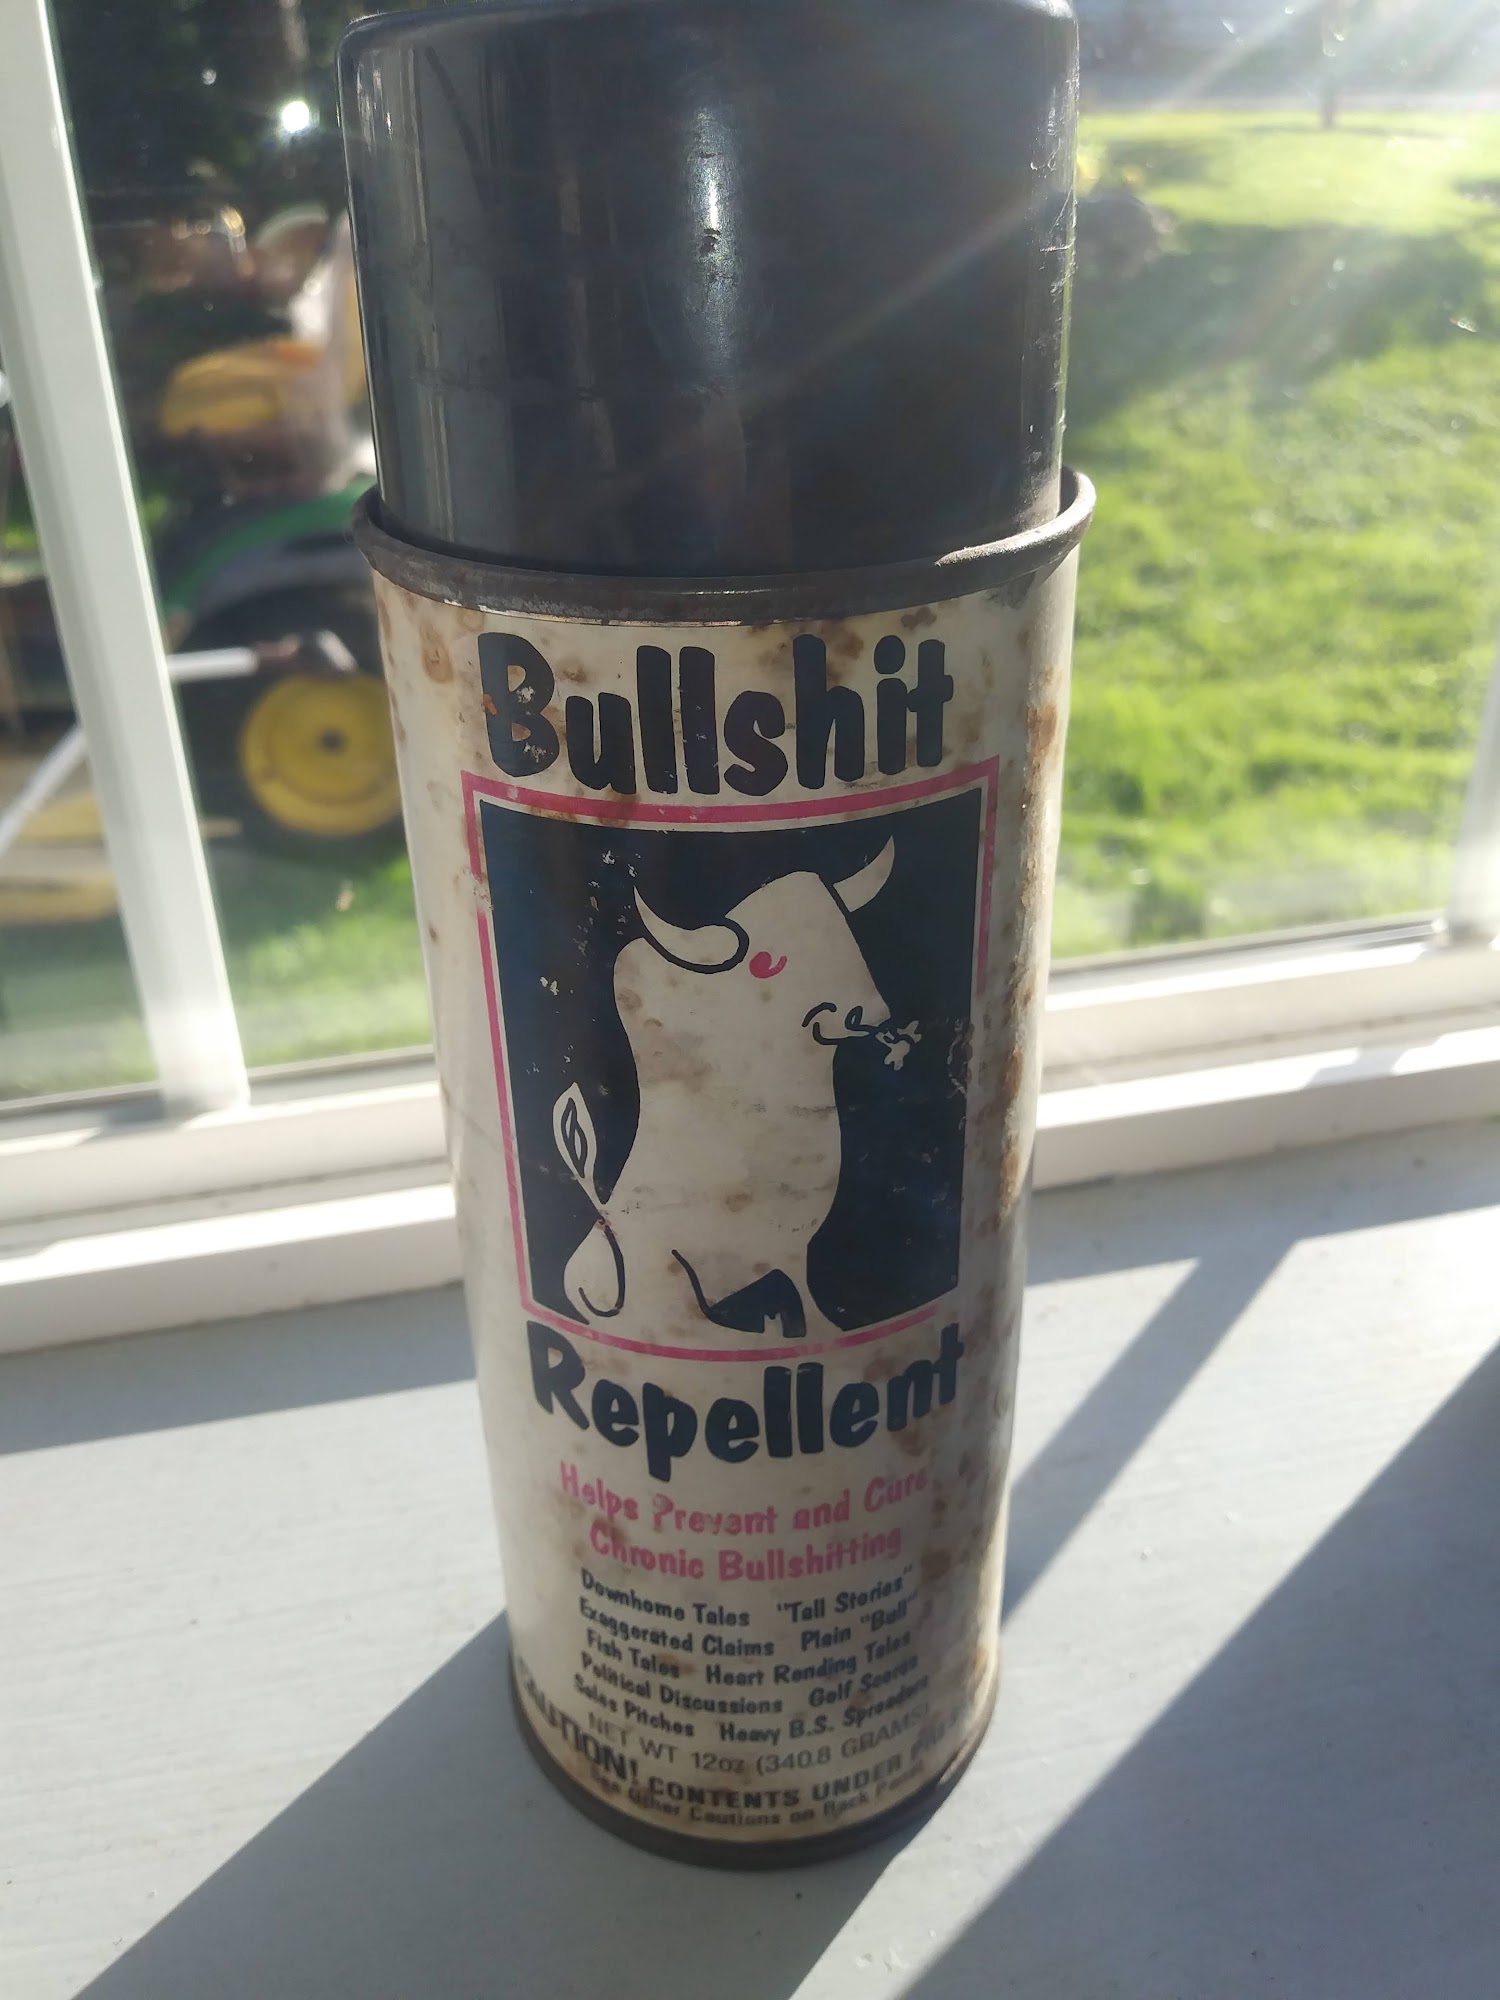 Bullshit
Repellent
Helps Prevent and Cure
Chronic Bullshitting
Downhome Tales "Tall Stories"
Exaggerated Claims Plain "Bull"
Fish Tales Heart Rending Tales
Political Discussions Golf Scores
Sales Pitches Heavy B.S. Spreaders
NET WT 12oz (340.8 GRAMS)
CAUTION! CONTENTS UNDER
See Other Cautions on Back Panel